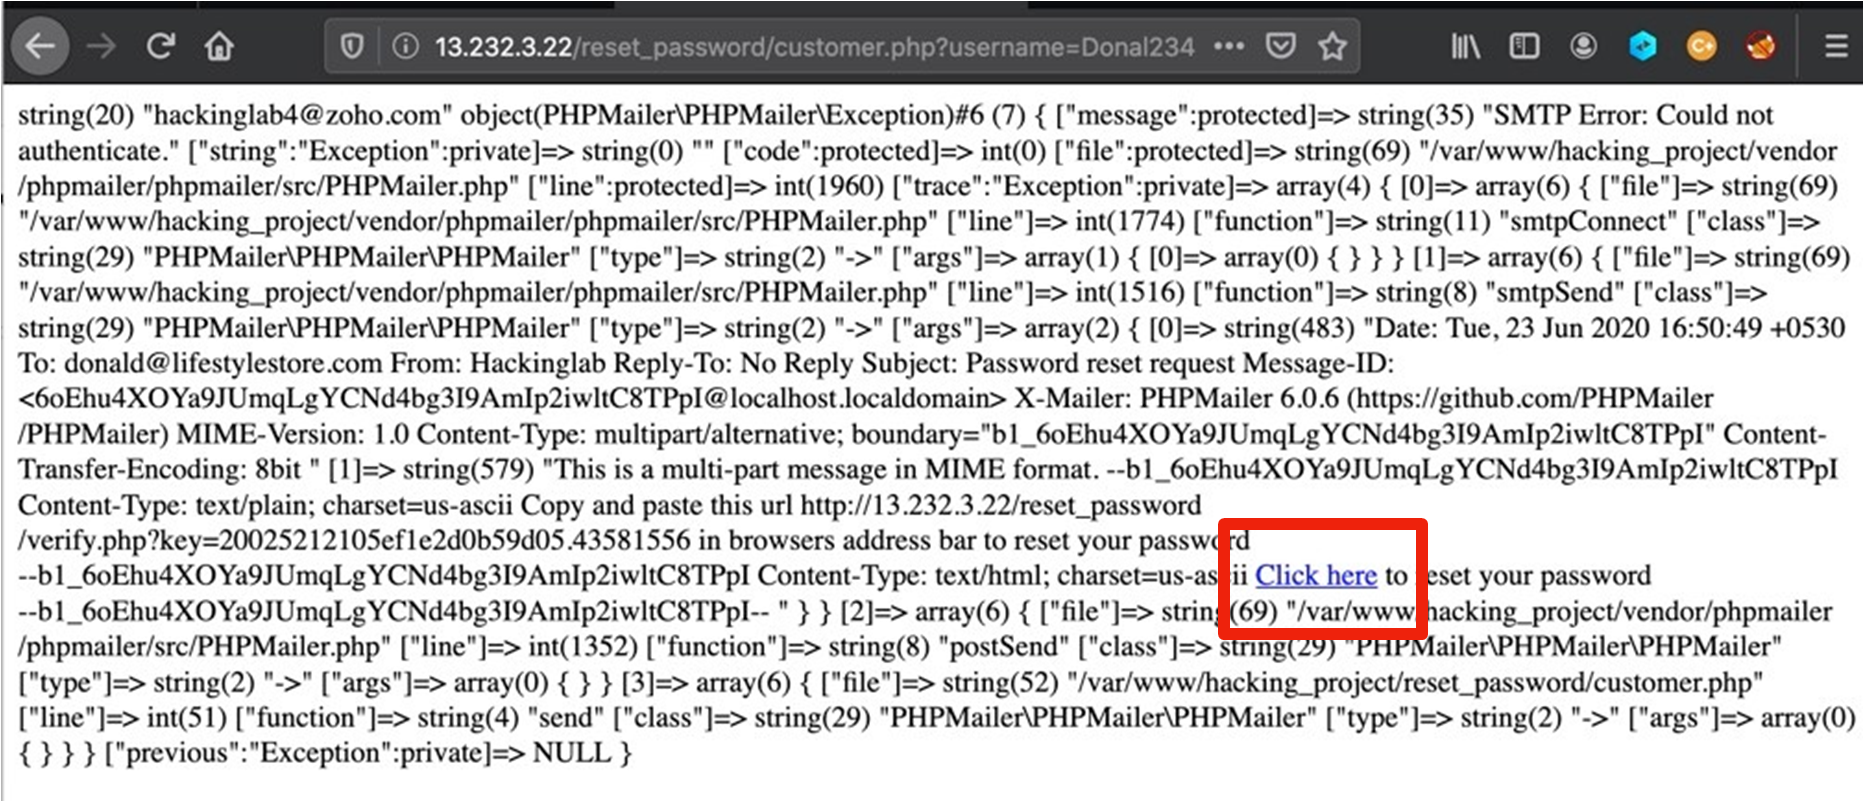 13.232.3.22/reset_password/customer.php?username=Donal234
string(20) "hackinglab4@zoho.com" object(PHPMailer\PHPMailer\Exception)#6 (7) { ["message":protected]=> string(35) "SMTP Error: Could not
authenticate." ["string":"Exception":private]=> string(0) "" ["code":protected]=> int(0) ["file":protected]=> string(69) "/var/www/hacking_project/vendor
/phpmailer/phpmailer/src/PHPMailer.php" ["line":protected]=> int(1960) ["trace":"Exception":private]=> array(4) { [0]=> array(6) { ["file"]=> string(69)
"/var/www/hacking_project/vendor/phpmailer/phpmailer/src/PHPMailer.php" ["line"]=> int(1774) ["function"]=> string(11) "smtpConnect" ["class"]=>
string(29) "PHPMailer\PHPMailer\PHPMailer" ["type"]=> string(2) "->" ["args"]=> array(1) { [0]=> array(0) { } } } [1]=> array(6) { ["file"]=> string(69)
"/var/www/hacking_project/vendor/phpmailer/phpmailer/src/PHPMailer.php" ["line"]=> int(1516) ["function"]=> string(8) "smtpSend" ["class"]=>
string(29) "PHPMailer\PHPMailer\PHPMailer" ["type"]=> string(2) "->" ["args"]=> array(2) { [0]=> string(483) "Date: Tue, 23 Jun 2020 16:50:49 +0530
To: donald@lifestylestore.com From: Hackinglab Reply-To: No Reply Subject: Password reset request Message-ID:
<6oEhu4XOYa9JUmqLgYCNd4bg3I9AmIp2iwltC8TPpI@localhost.localdomain> X-Mailer: PHPMailer 6.0.6 (https://github.com/PHPMailer
/PHPMailer) MIME-Version: 1.0 Content-Type: multipart/alternative; boundary="b1_6oEhu4XOYa9JUmqLgYCNd4bg3I9AmIp2iwltC8TPpI" Content-
Transfer-Encoding: 8bit " [1]=> string(579) "This is a multi-part message in MIME format. --b1_6oEhu4XOYa9JUmqLgYCNd4bg3I9AmIp2iwltC8TPpI
Content-Type: text/plain; charset=us-ascii Copy and paste this url http://13.232.3.22/reset_password
/verify.php?key=20025212105ef1e2d0b59d05.43581556 in browsers address bar to reset your password
--b1_6oEhu4XOYa9JUmqLgYCNd4bg3I9AmIp2iwltC8TPpI Content-Type: text/html; charset=us-ascii Click here to reset your password
--b1_6oEhu4XOYa9JUmqLgYCNd4bg3I9AmIp2iwltC8TPpI-- " } } [2]=> array(6) { ["file"]=> string(69) "/var/www/hacking_project/vendor/phpmailer
/phpmailer/src/PHPMailer.php" ["line"]=> int(1352) ["function"]=> string(8) "postSend" ["class"]=> string(29) "PHPMailer\PHPMailer\PHPMailer"
["type"]=> string(2) "->" ["args"]=> array(0) { } } [3]=> array(6) { ["file"]=> string(52) "/var/www/hacking_project/reset_password/customer.php"
["line"]=> int(51) ["function"]=> string(4) "send" ["class"]=> string(29) "PHPMailer\PHPMailer\PHPMailer" ["type"]=> string(2) "->" ["args"]=> array(0)
{ } } } ["previous":"Exception":private]=> NULL }